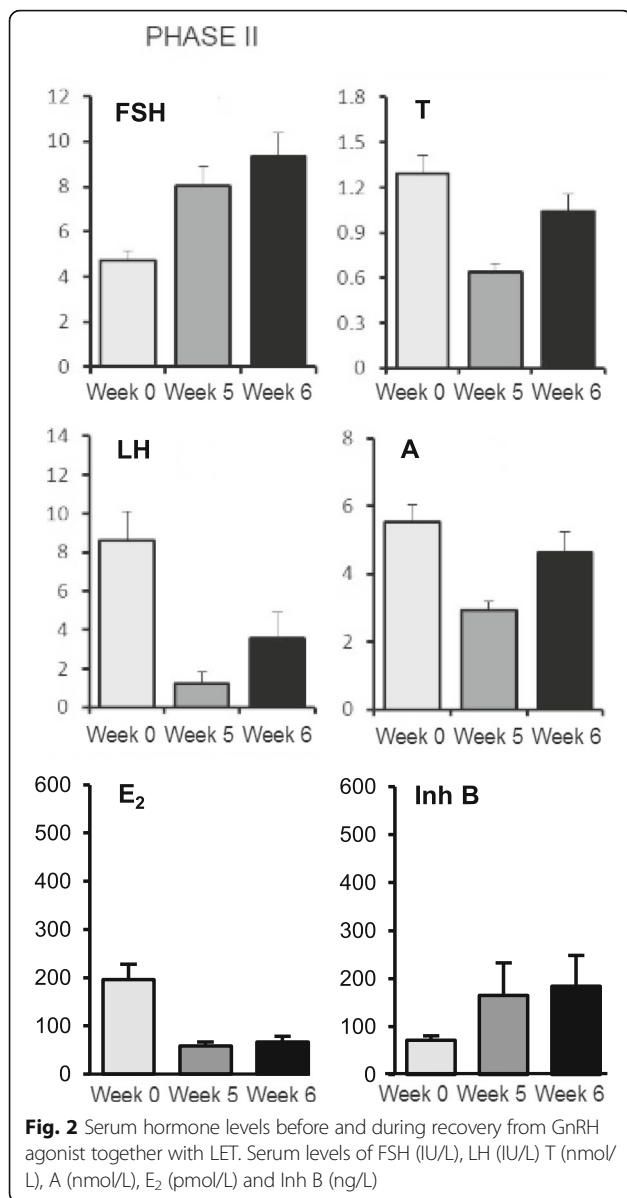 PHASE II
FSH
12
10
8
6
4
2
0
Week 0 Week 5 Week 6
T
1.8
1.5
1.2
0.9
0.6
0.3
0
Week 0 Week 5 Week 6
LH
14
12
10
8
6
4
2
0
Week 0 Week 5 Week 6
A
8
6
4
2
0
Week 0 Week 5 Week 6
E₂
600
500
400
300
200
100
0
Week 0 Week 5 Week 6
Inh B
600
500
400
300
200
100
0
Week 0 Week 5 Week 6
Fig. 2 Serum hormone levels before and during recovery from GnRH
agonist together with LET. Serum levels of FSH (IU/L), LH (IU/L) T (nmol/
L), A (nmol/L), E₂ (pmol/L) and Inh B (ng/L)